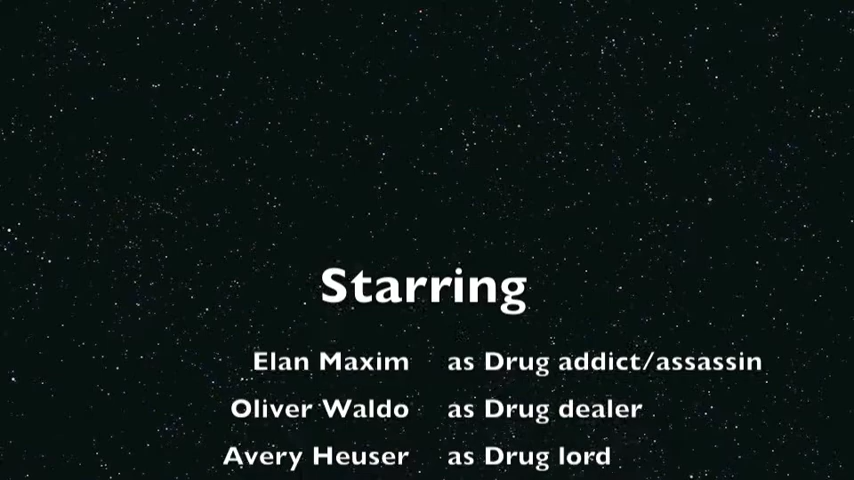 Starring
Elan Maxim as Drug addict/assassin
Oliver Waldo as Drug dealer
Avery Heuser as Drug lord